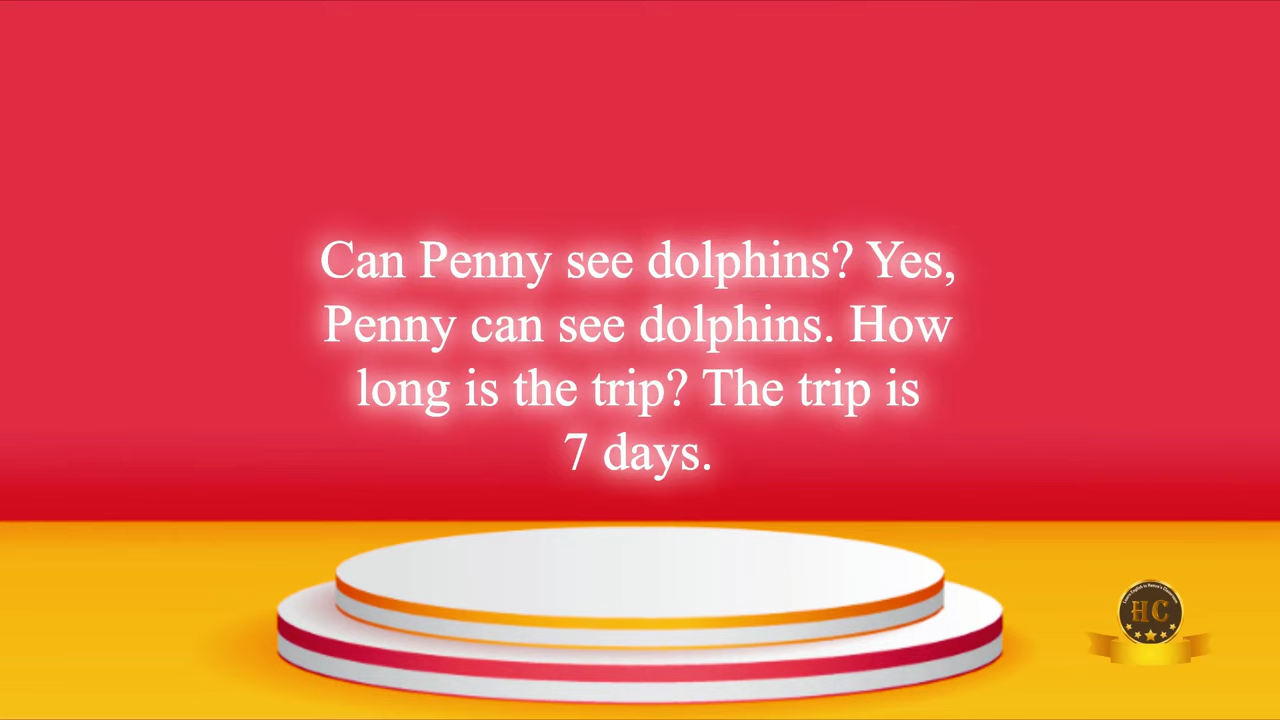 Can Penny see dolphins? Yes,
Penny can see dolphins. How
long is the trip? The trip is
7 days.
HC